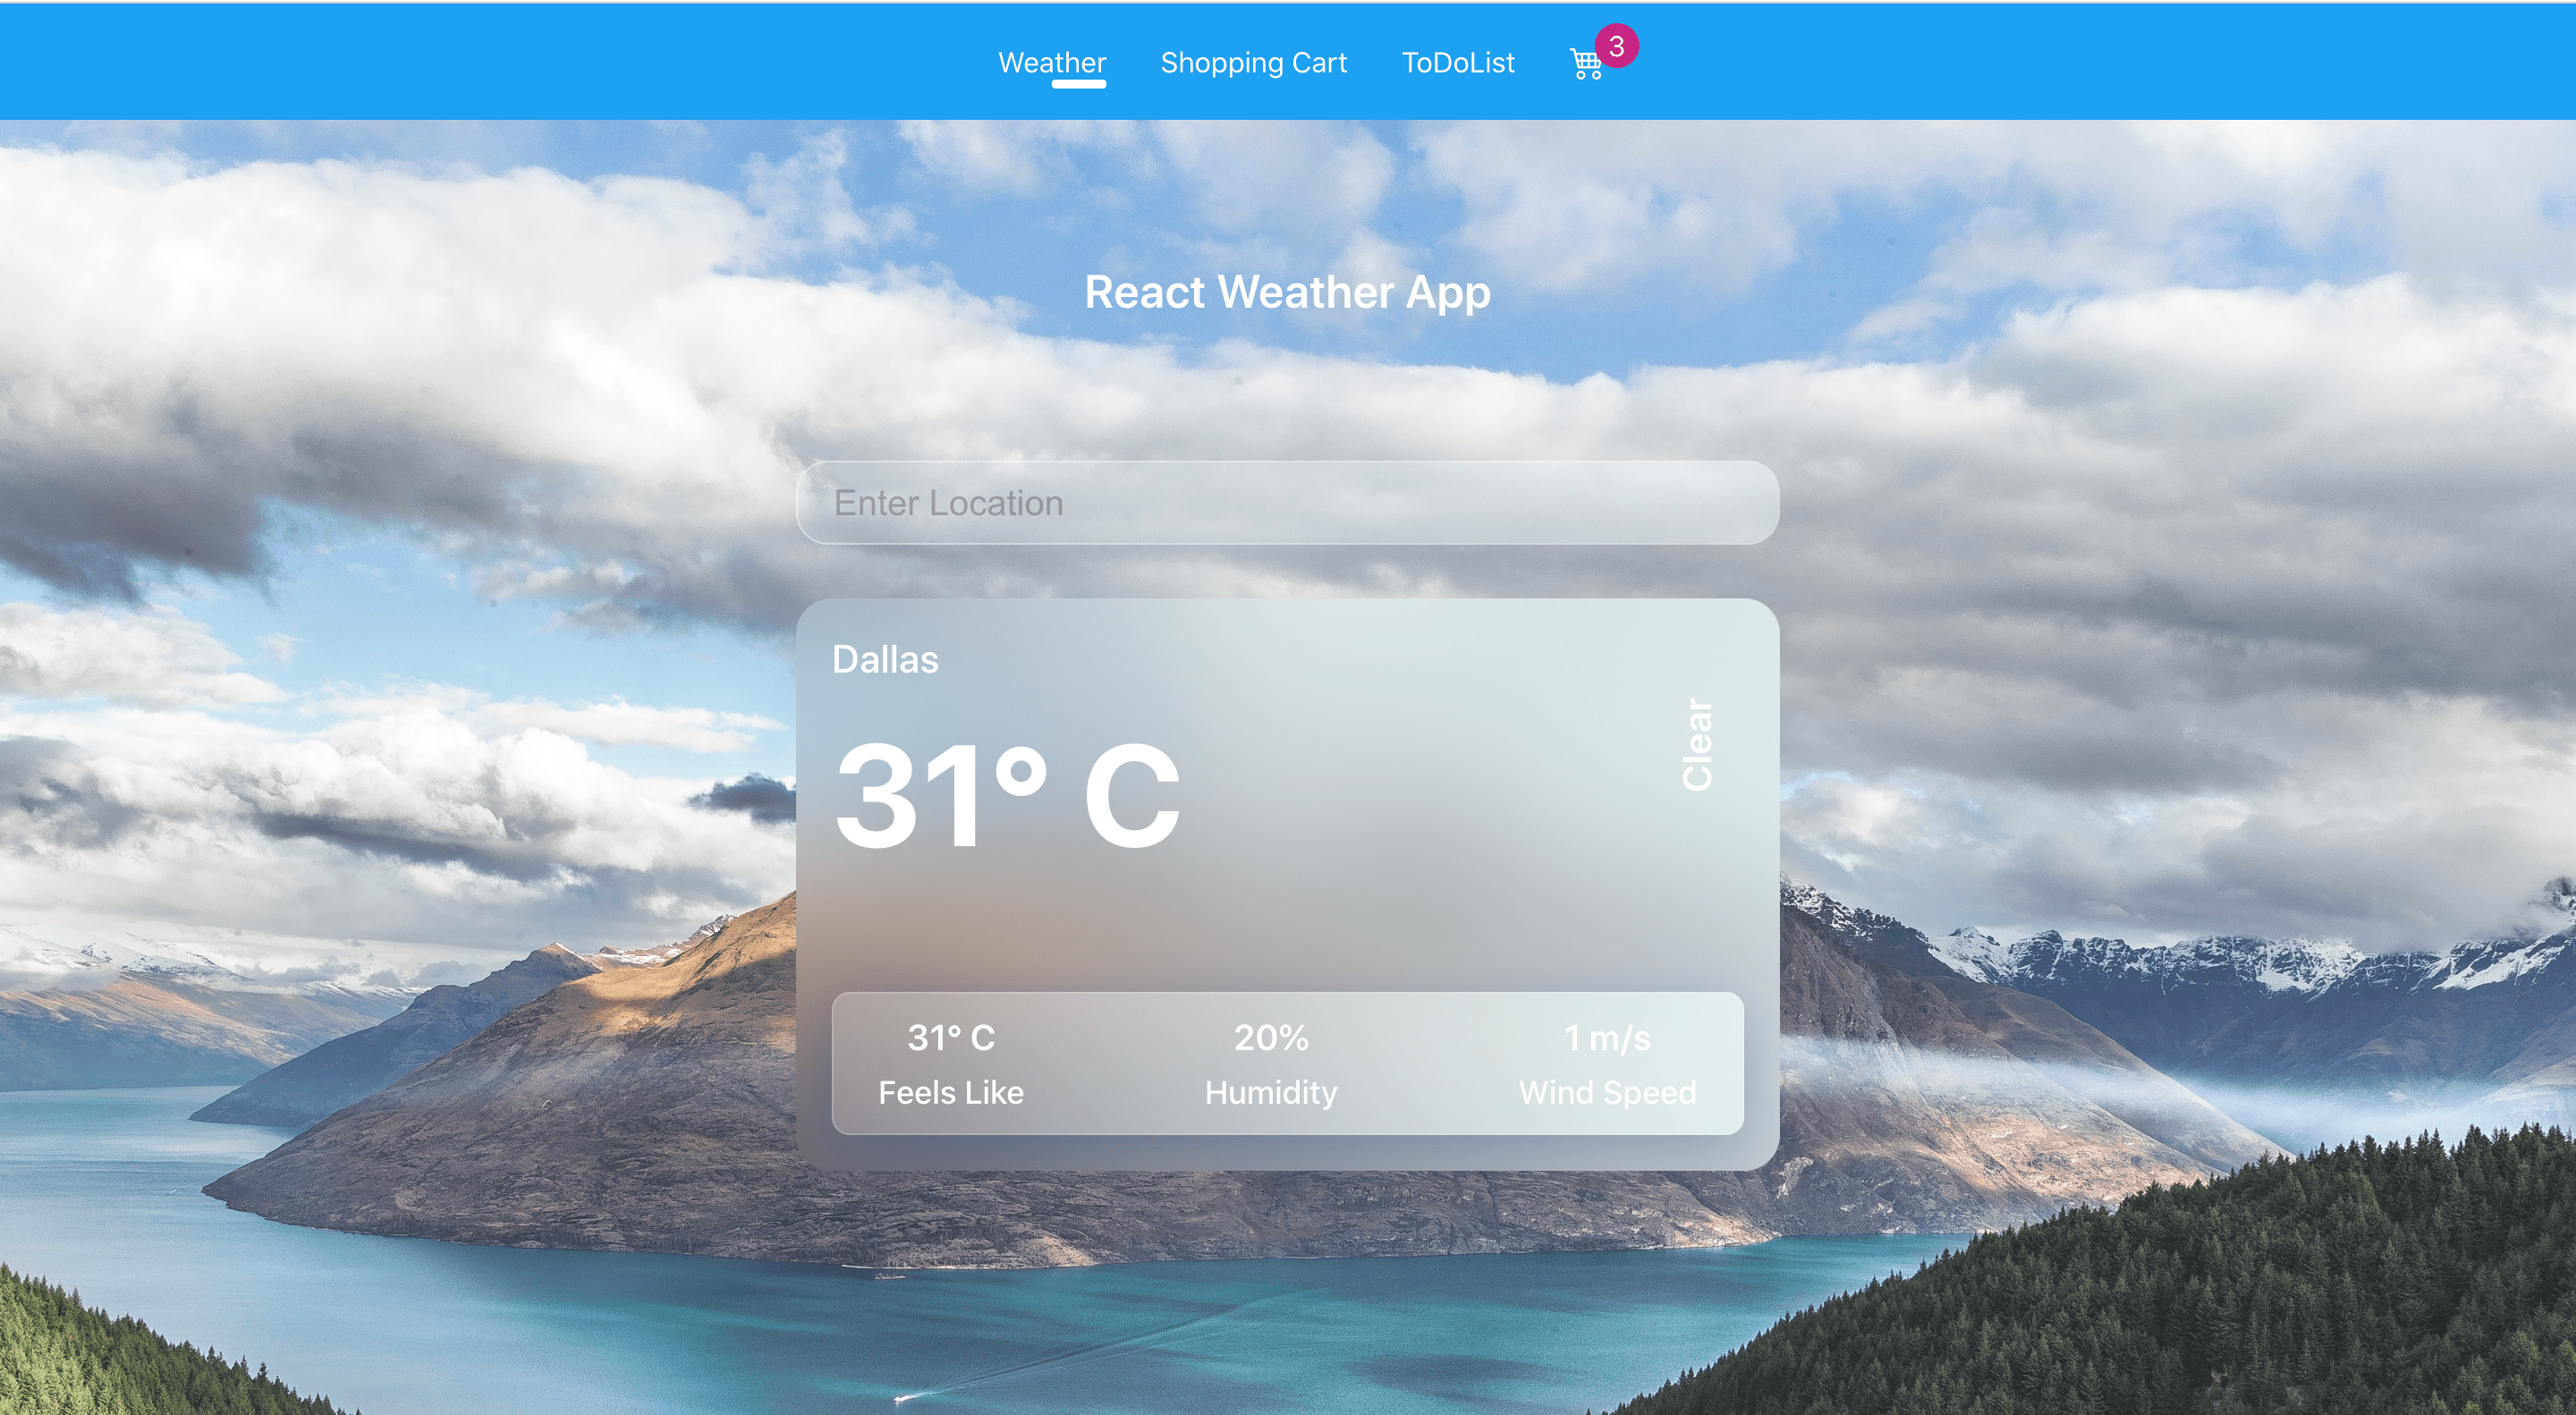 Weather Shopping Cart ToDoList 3
React Weather App
Enter Location
Dallas
31° C
Clear
31° C 20% 1 m/s
Feels Like Humidity Wind Speed